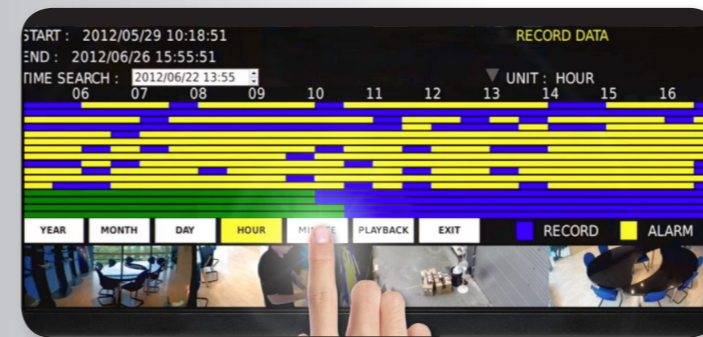 START : 2012/05/29 10:18:51
RECORD DATA
END : 2012/06/26 15:55:51
TIME SEARCH : 2012/06/22 13:55
UNIT : HOUR
06 07 08 09 10 11 12 13 14 15 16
YEAR MONTH DAY HOUR MINUTE PLAYBACK EXIT RECORD ALARM